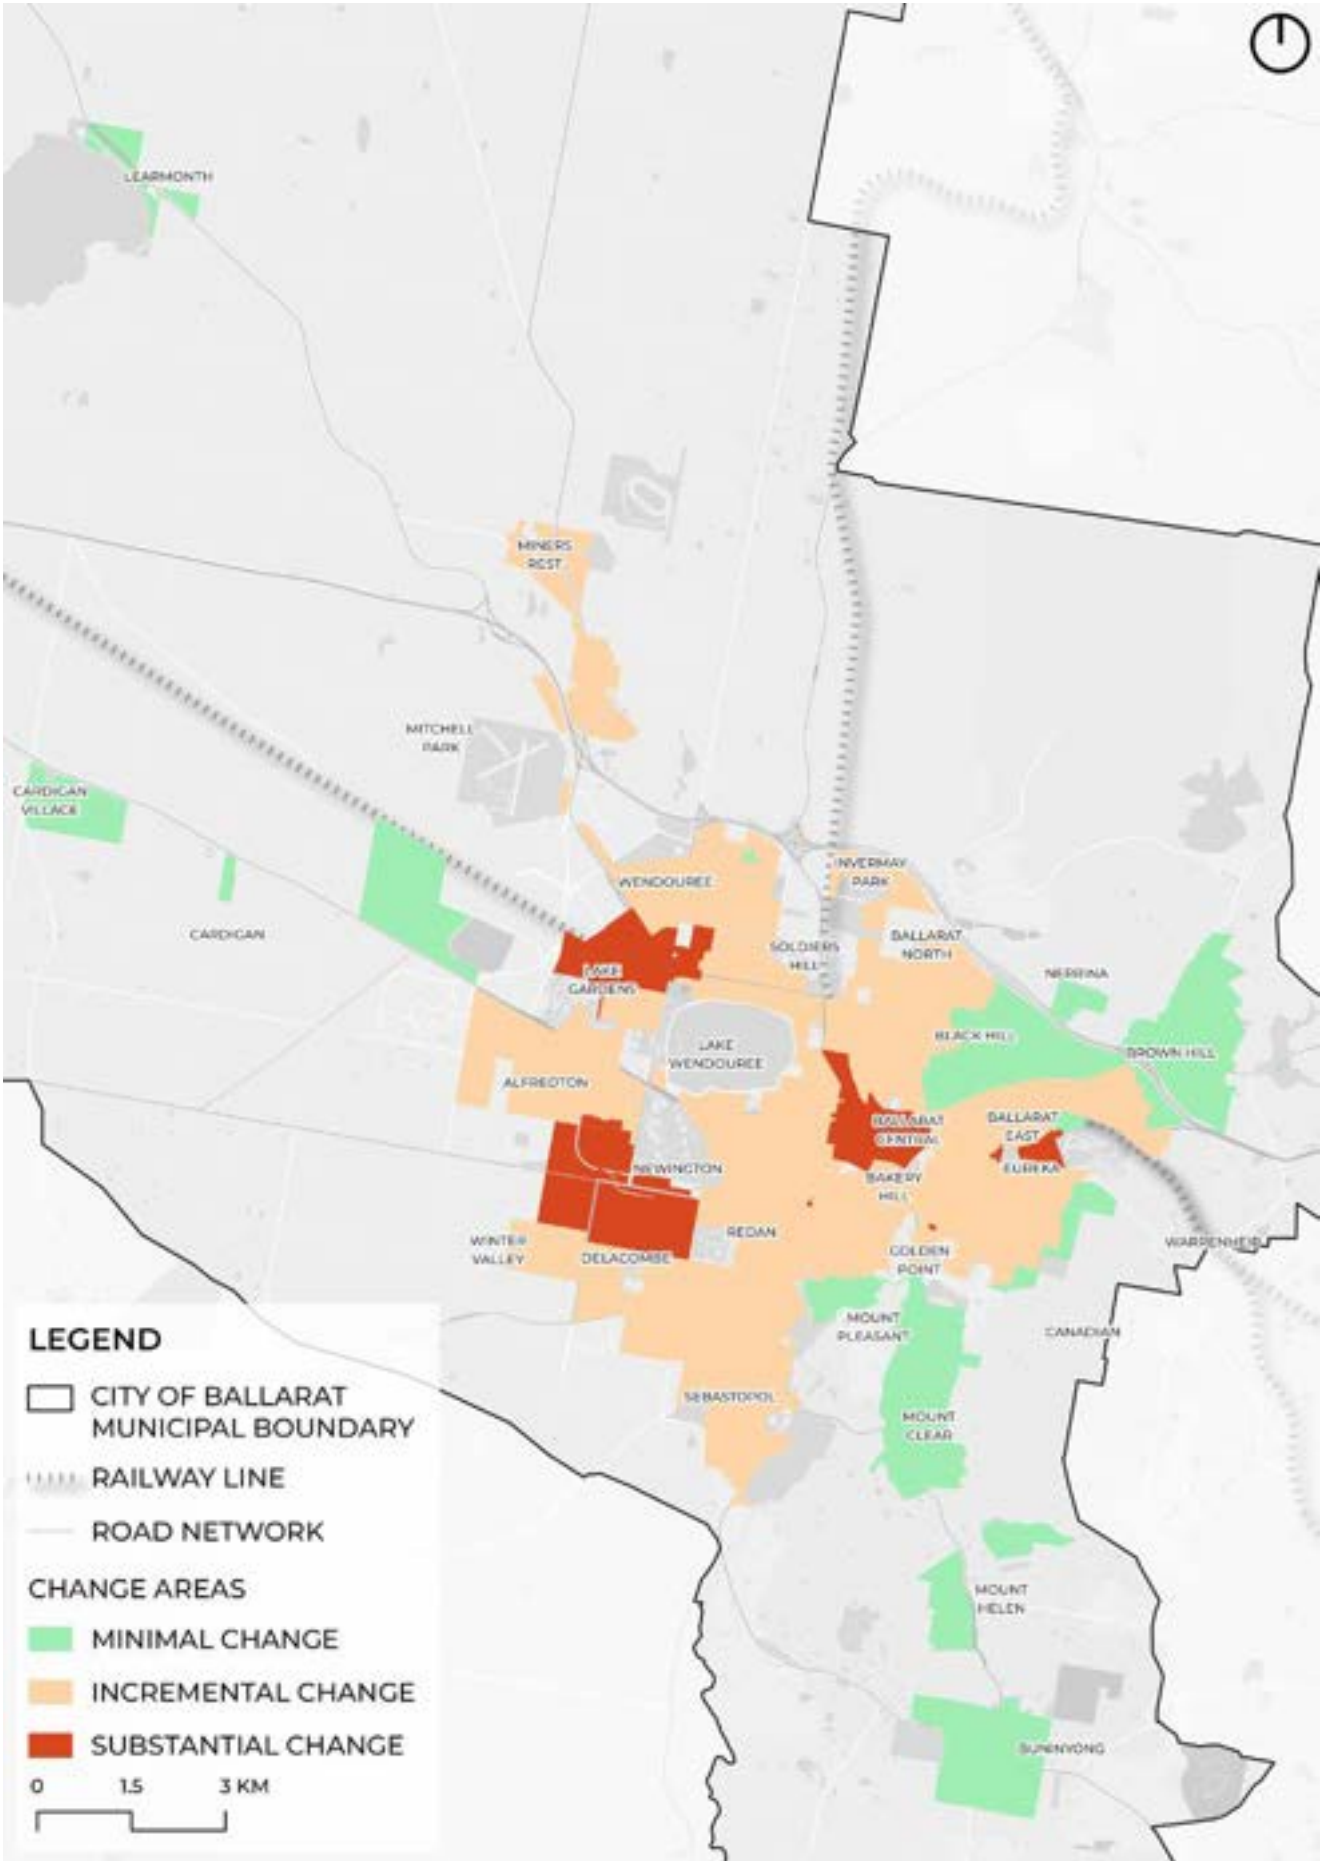 LEARMONTH
MINERS
REST
MITCHELL
PARK
CARDIGAN
VILLAGE
CARDIGAN
WENDOUREE
INVERMAY
PARK
SOLDIERS
HILL
BALLARAT
NORTH
LAKE
GARDENS
NERRINA
BLACK HILL
BROWN HILL
LAKE
WENDOUREE
ALFREDTON
BALLARAT
CENTRAL
BALLARAT
EAST
EUREKA
NEWINGTON
BAKERY
HILL
REDAN
WINTER
VALLEY
DELACOMBE
GOLDEN
POINT
WARRENHEIP
MOUNT
PLEASANT
CANADIAN
SEBASTOPOL
MOUNT
CLEAR
MOUNT
HELEN
BUNINYONG
LEGEND
CITY OF BALLARAT
MUNICIPAL BOUNDARY
RAILWAY LINE
ROAD NETWORK
CHANGE AREAS
MINIMAL CHANGE
INCREMENTAL CHANGE
SUBSTANTIAL CHANGE
0 1.5 3 KM